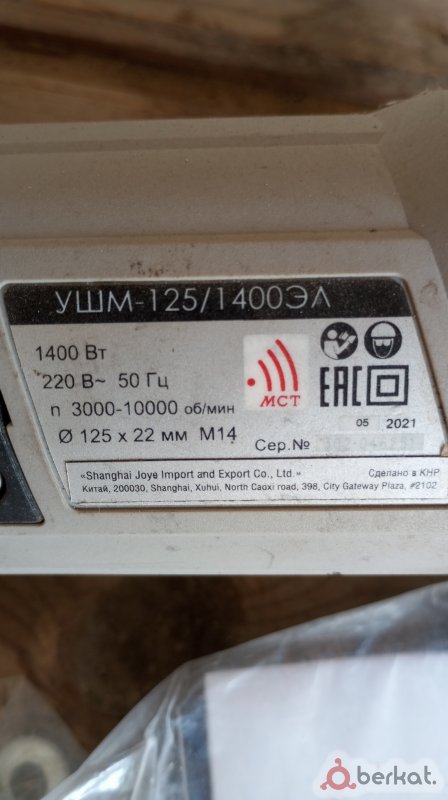 УШМ-125/1400ЭЛ
1400 Вт
220 В~ 50 Гц
n 3000-10000 об/мин
Ø 125 x 22 мм M14
МСТ
EAC
05 2021
Сер.№
«Shanghai Joye Import and Export Co., Ltd.» Сделано в КНР
Китай, 200030, Shanghai, Xuhui, North Caoxi road, 398, City Gateway Plaza, #2102
berkat.